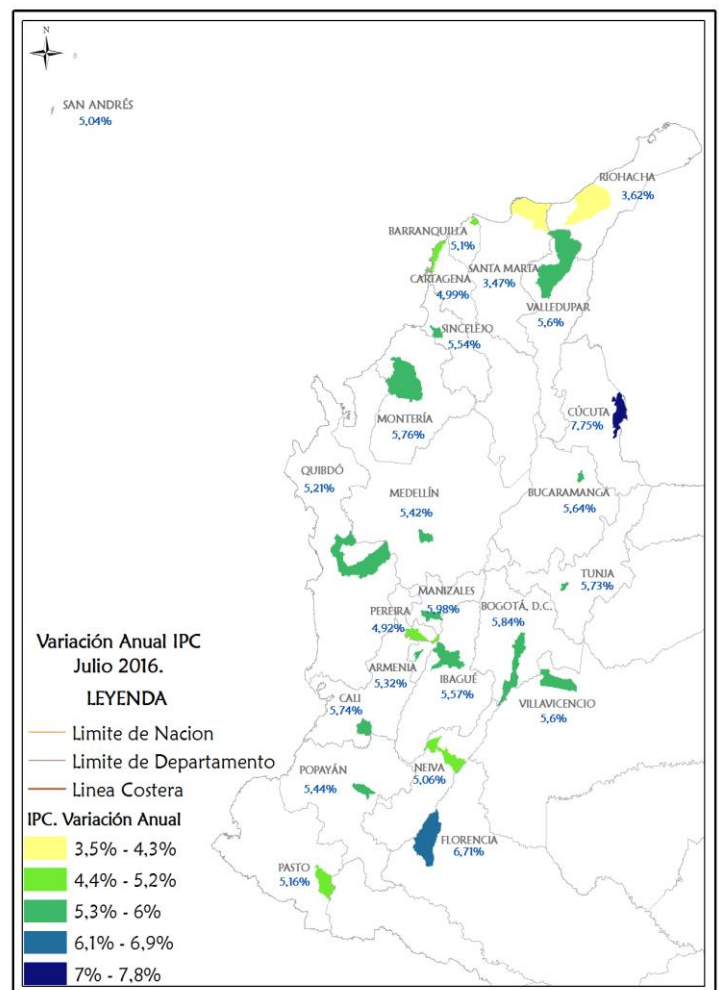 N
SAN ANDRÉS
5,04%
RIOHACHA
3,62%
BARRANQUILLA
5,1%
SANTA MARTA
3,47%
CARTAGENA
4,99%
VALLEDUPAR
5,6%
SINCELEJO
5,54%
MONTERÍA
5,76%
CÚCUTA
7,75%
QUIBDÓ
5,21%
MEDELLÍN
5,42%
BUCARAMANGA
5,64%
TUNJA
5,73%
MANIZALES
5,98%
BOGOTÁ, D.C.
5,84%
PEREIRA
4,92%
ARMENIA
5,32%
IBAGUÉ
5,57%
VILLAVICENCIO
5,6%
CALI
5,74%
NEIVA
5,06%
POPAYÁN
5,44%
FLORENCIA
6,71%
PASTO
5,16%
Variación Anual IPC
Julio 2016.
LEYENDA
Limite de Nacion
Limite de Departamento
Linea Costera
IPC. Variación Anual
3,5% - 4,3%
4,4% - 5,2%
5,3% - 6%
6,1% - 6,9%
7% - 7,8%